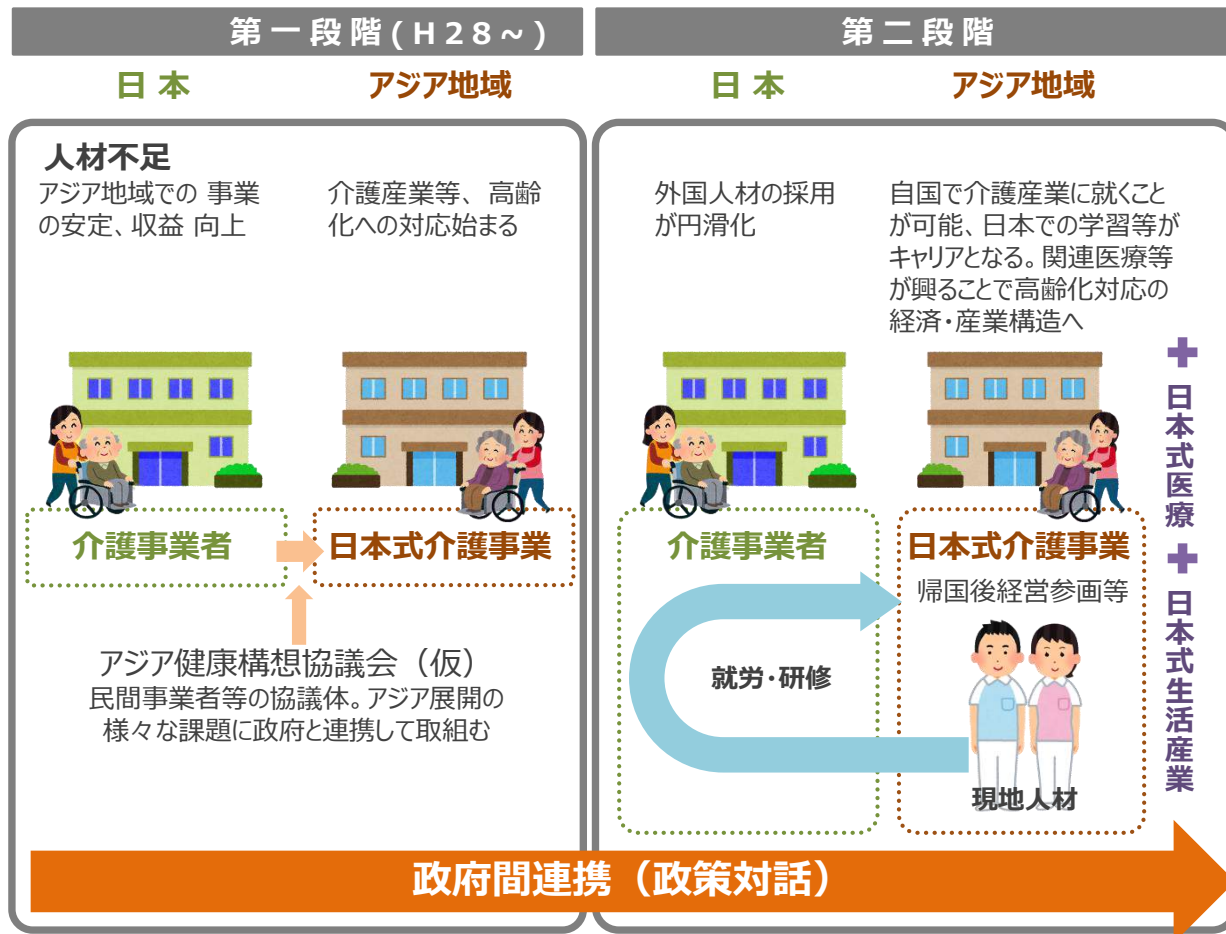 第一段階(H28～)
日本
アジア地域
人材不足
アジア地域での 事業
の安定、収益 向上
介護産業等、 高齢
化への対応始まる
介護事業者
日本式介護事業
アジア健康構想協議会（仮）
民間事業者等の協議体。アジア展開の
様々な課題に政府と連携して取組む
第二段階
日本
アジア地域
外国人材の採用
が円滑化
自国で介護産業に就くこと
が可能、日本での学習等が
キャリアとなる。関連医療等
が興ることで高齢化対応の
経済・産業構造へ
介護事業者
日本式介護事業
帰国後経営参画等
就労・研修
現地人材
＋日本式医療＋日本式生活産業
政府間連携（政策対話）